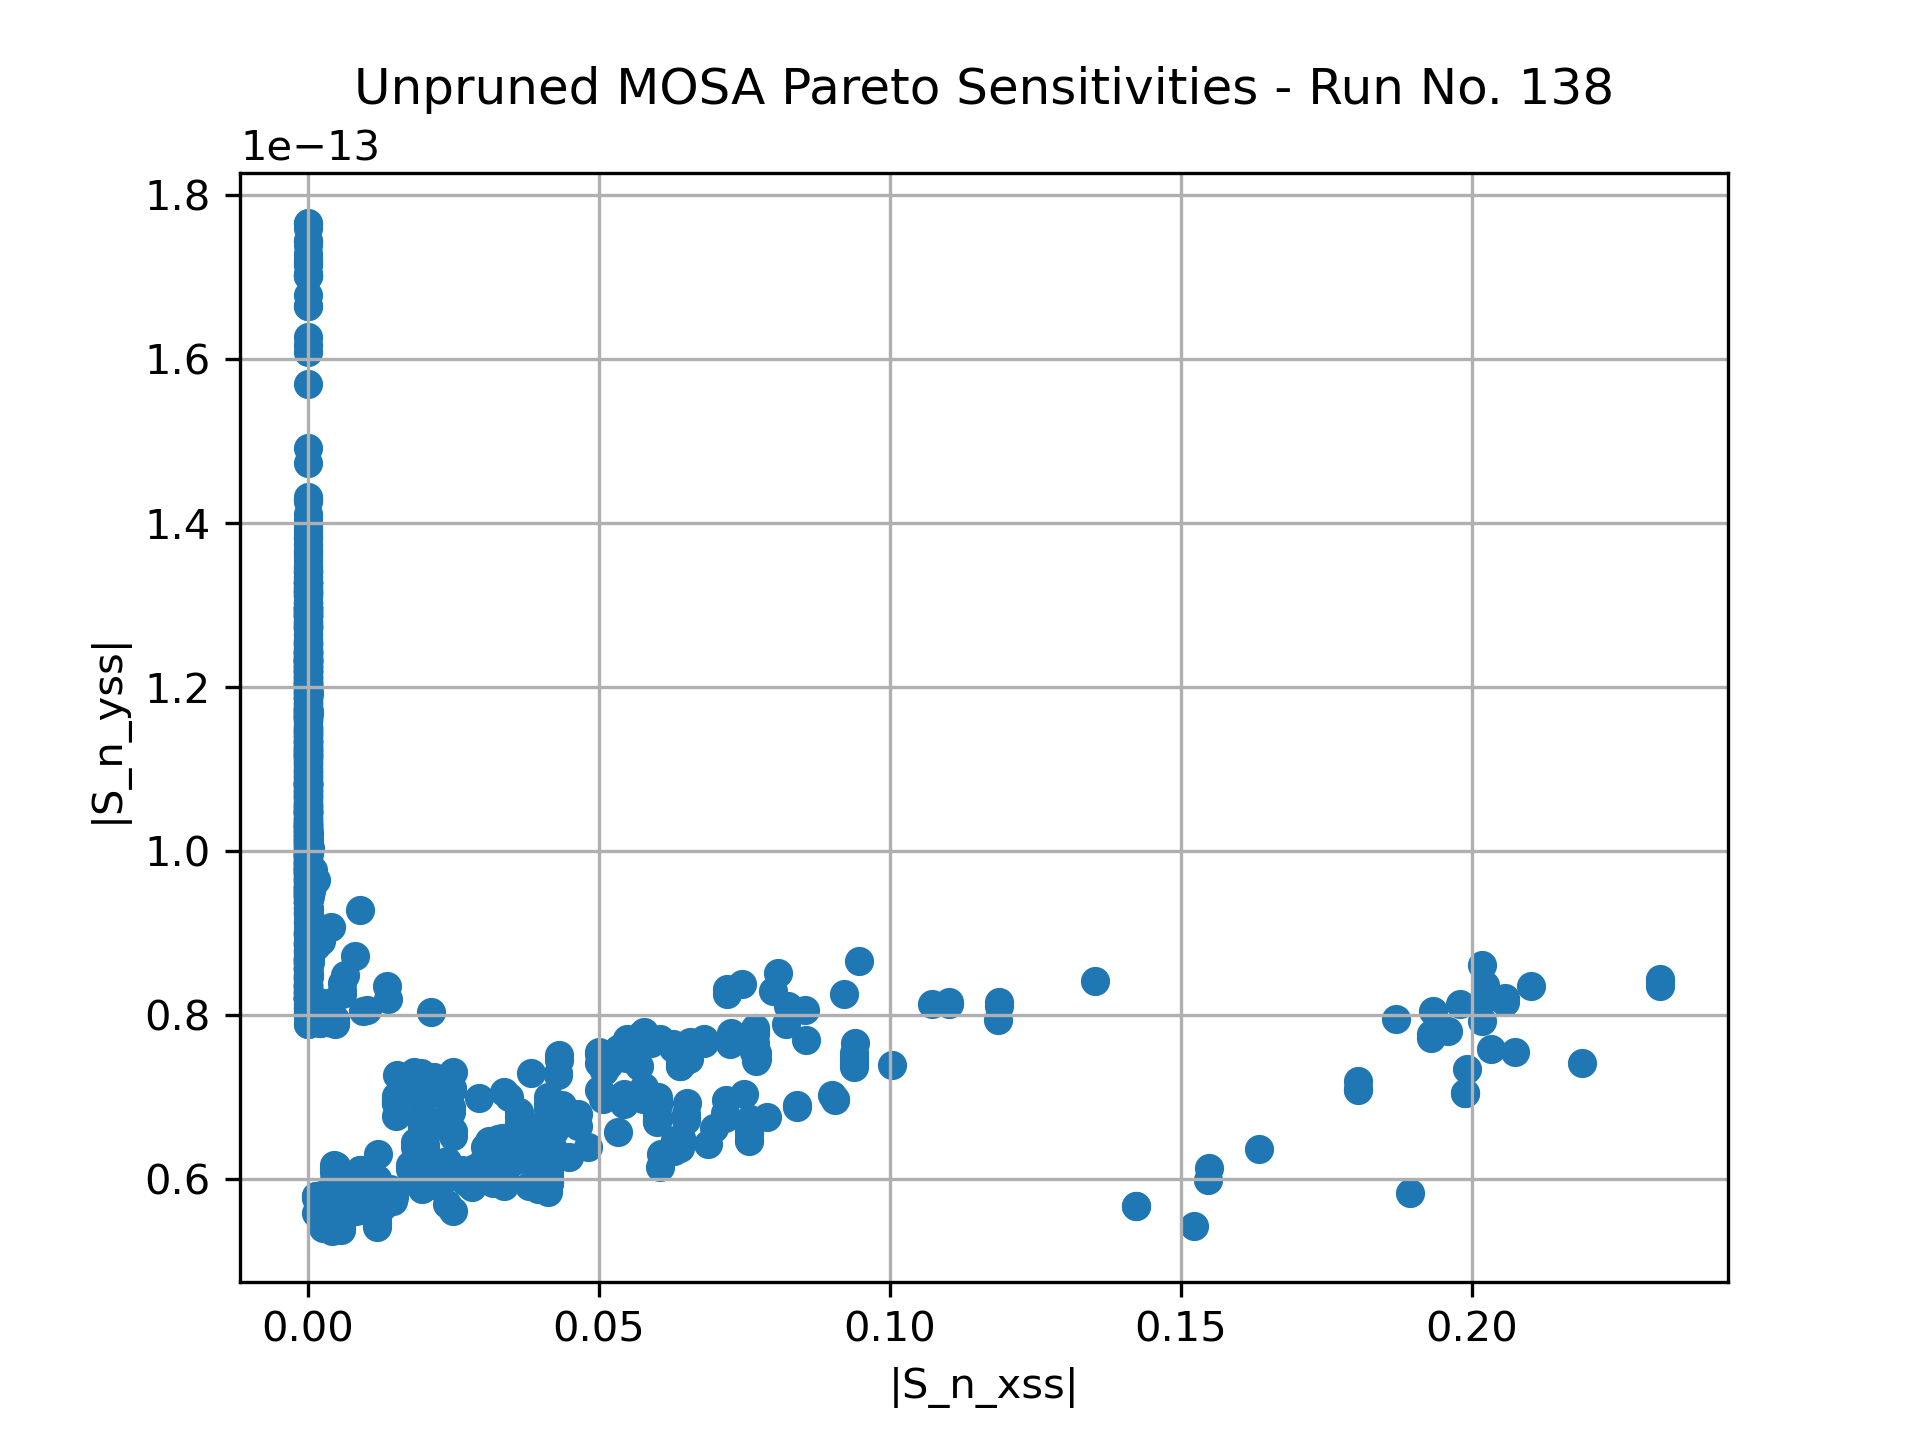 Unpruned MOSA Pareto Sensitivities - Run No. 138
1e−13
1.8
1.6
1.4
1.2
1.0
0.8
0.6
|S_n_yss|
0.00 0.05 0.10 0.15 0.20
|S_n_xss|